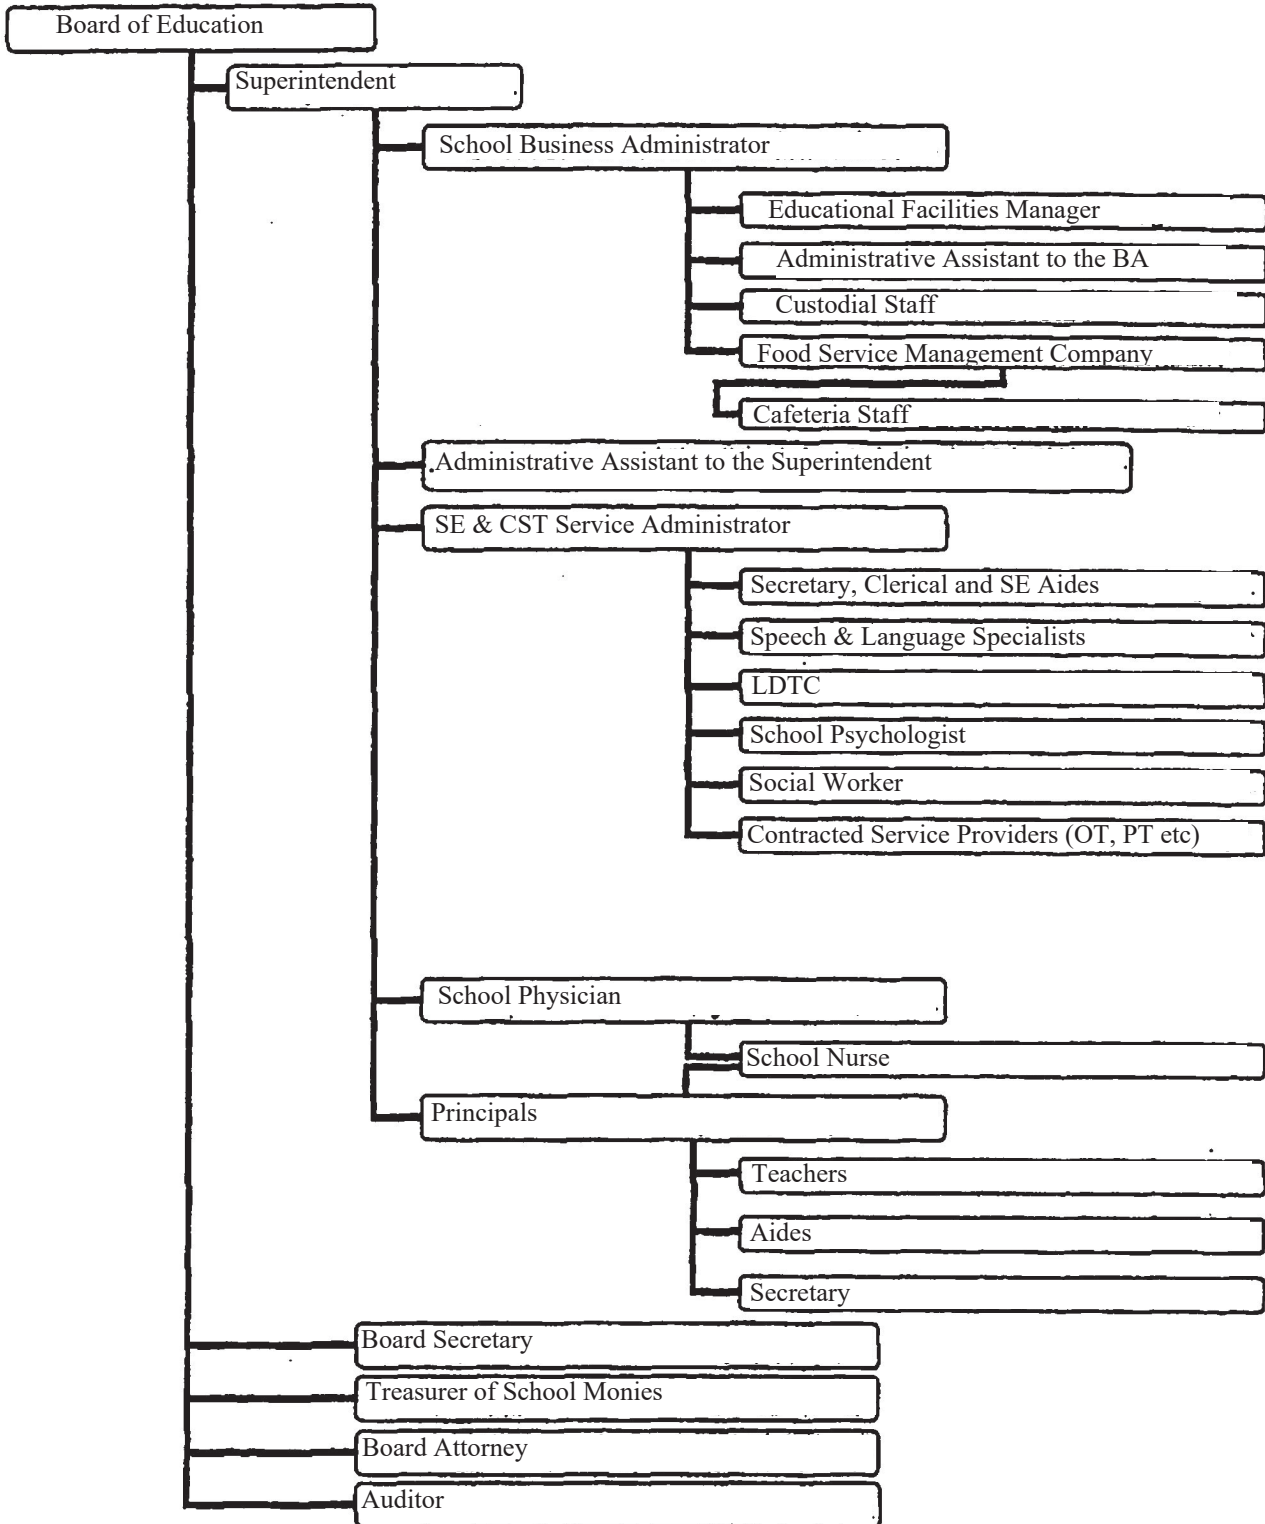 Board of Education
Superintendent
School Business Administrator
Educational Facilities Manager
Administrative Assistant to the BA
Custodial Staff
Food Service Management Company
Cafeteria Staff
Administrative Assistant to the Superintendent
SE & CST Service Administrator
Secretary, Clerical and SE Aides
Speech & Language Specialists
LDTC
School Psychologist
Social Worker
Contracted Service Providers (OT, PT etc)
School Physician
School Nurse
Principals
Teachers
Aides
Secretary
Board Secretary
Treasurer of School Monies
Board Attorney
Auditor